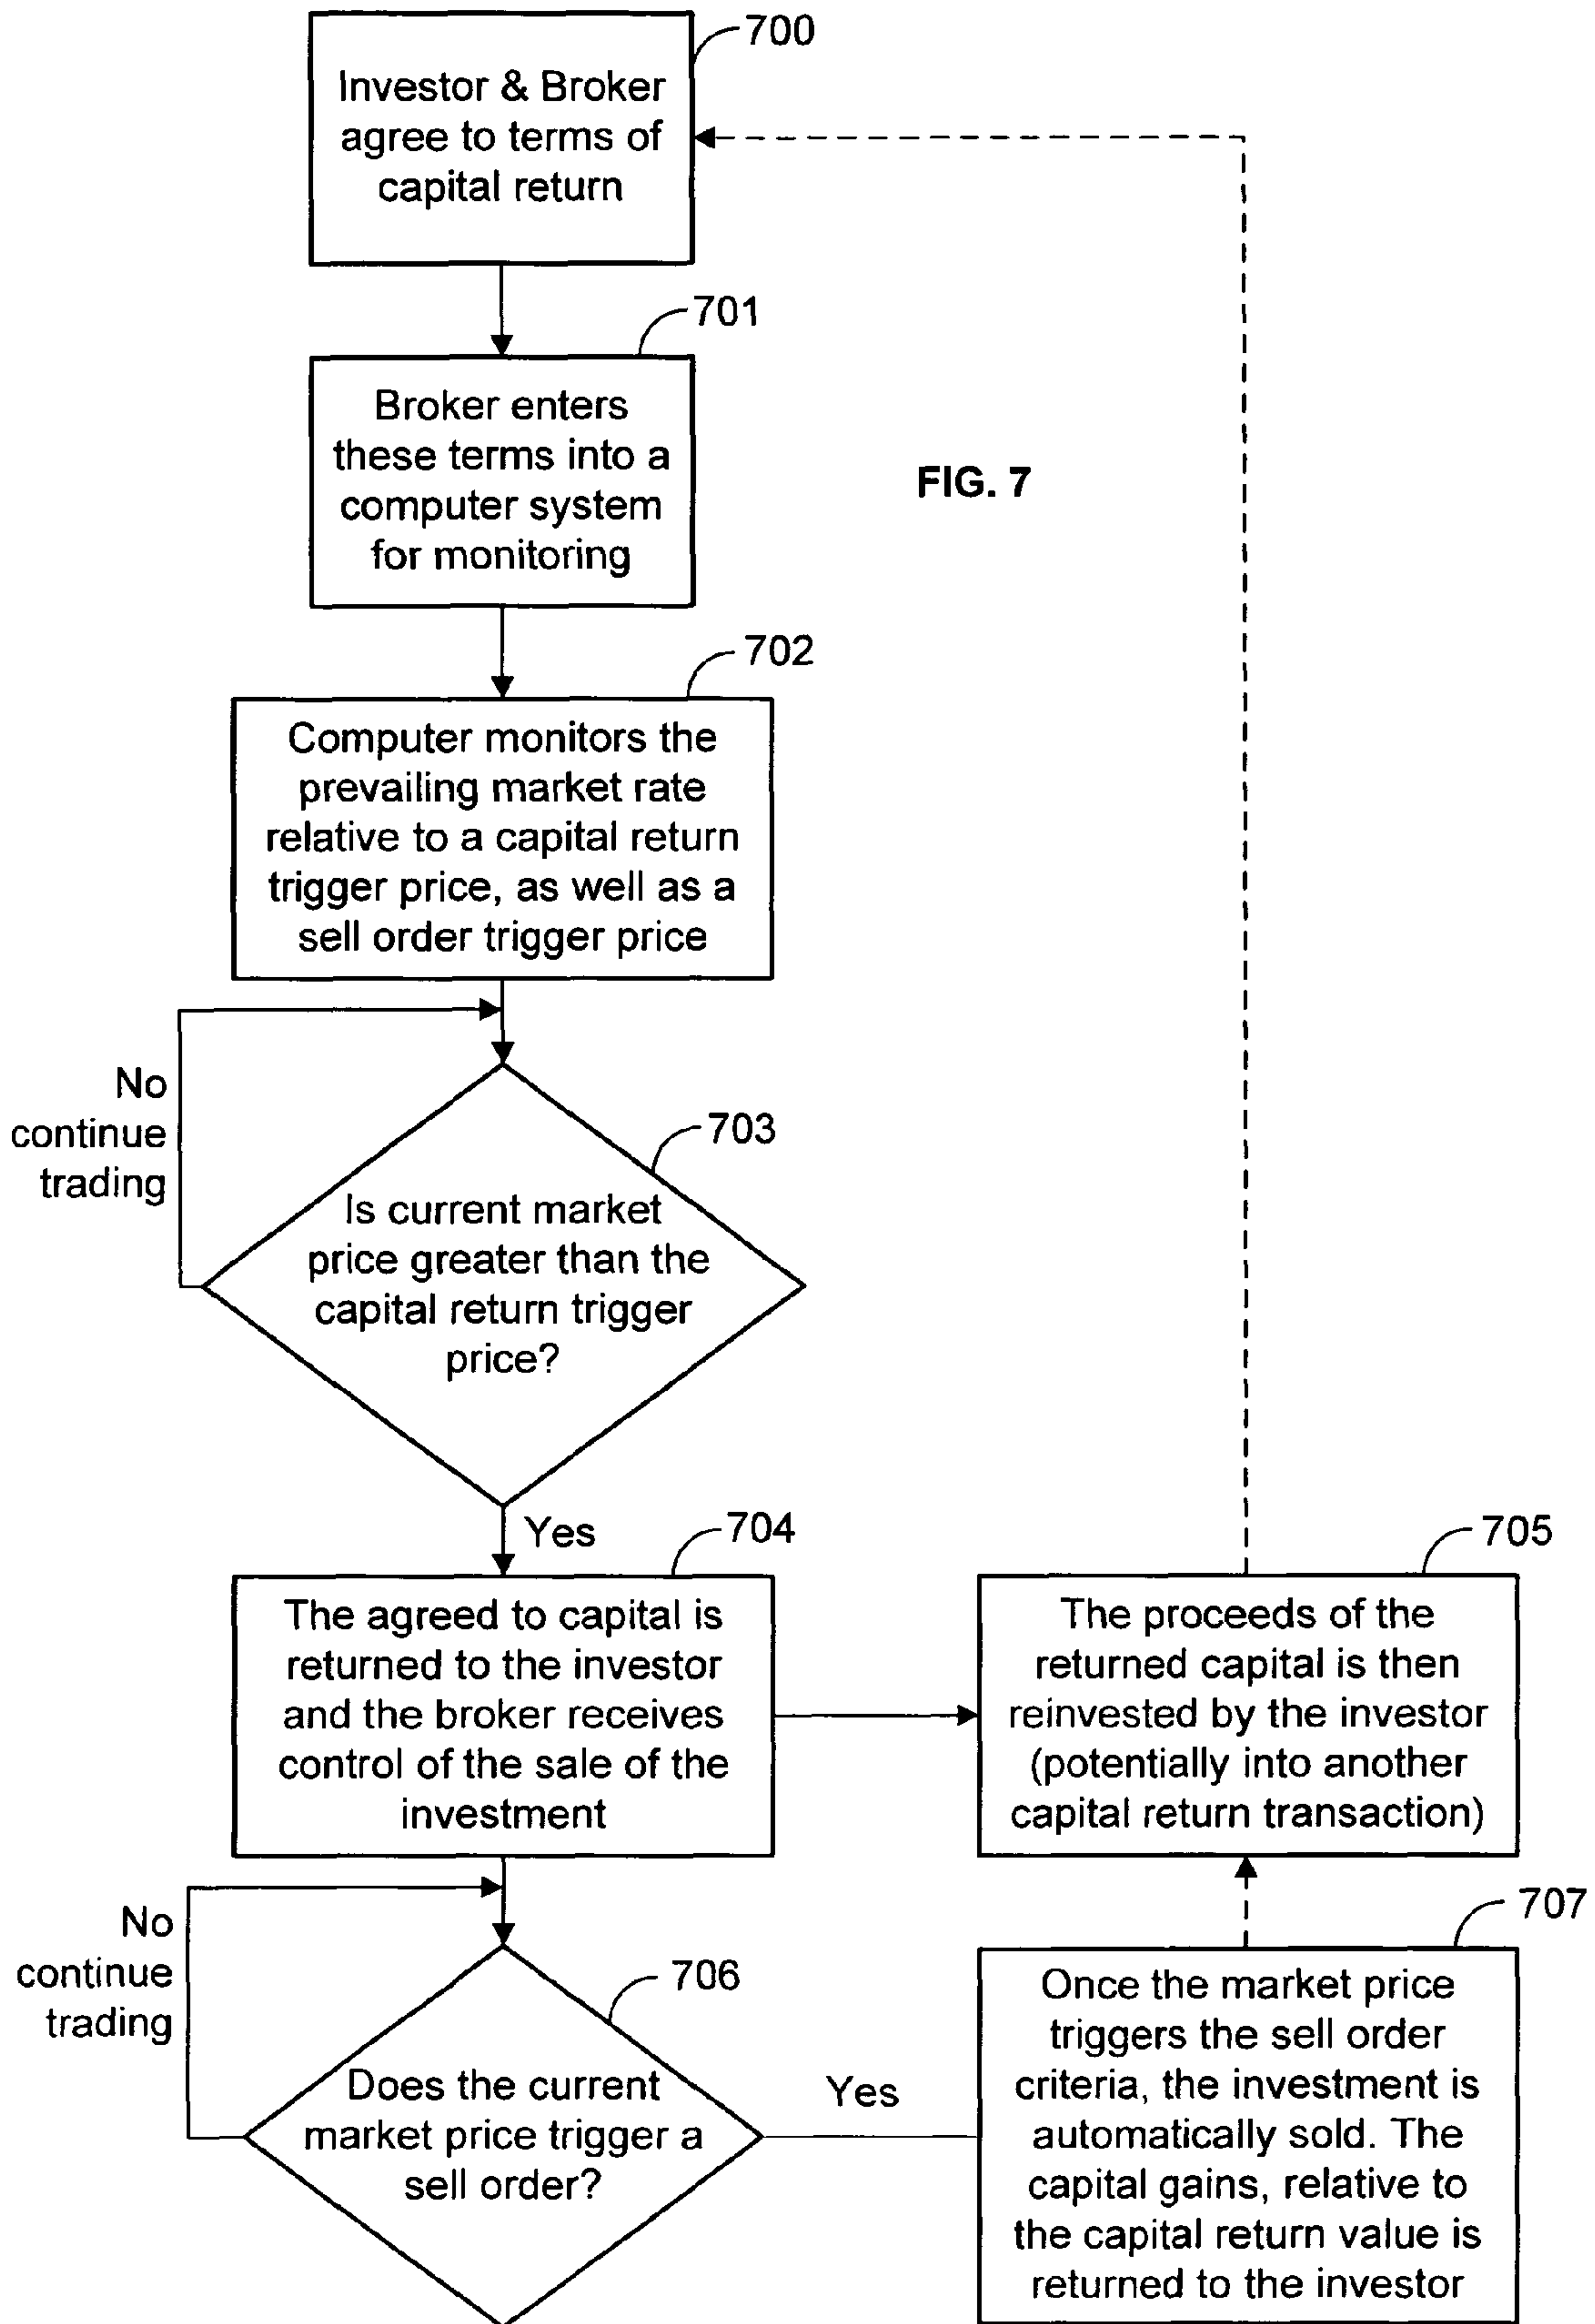 700
Investor & Broker
agree to terms of
capital return
701
Broker enters
these terms into a
computer system
for monitoring
FIG. 7
702
Computer monitors the
prevailing market rate
relative to a capital return
trigger price, as well as a
sell order trigger price
No
continue
trading
703
Is current market
price greater than the
capital return trigger
price?
Yes
704
The agreed to capital is
returned to the investor
and the broker receives
control of the sale of the
investment
705
The proceeds of the
returned capital is then
reinvested by the investor
(potentially into another
capital return transaction)
No
continue
trading
706
Does the current
market price trigger a
sell order?
Yes
707
Once the market price
triggers the sell order
criteria, the investment is
automatically sold. The
capital gains, relative to
the capital return value is
returned to the investor